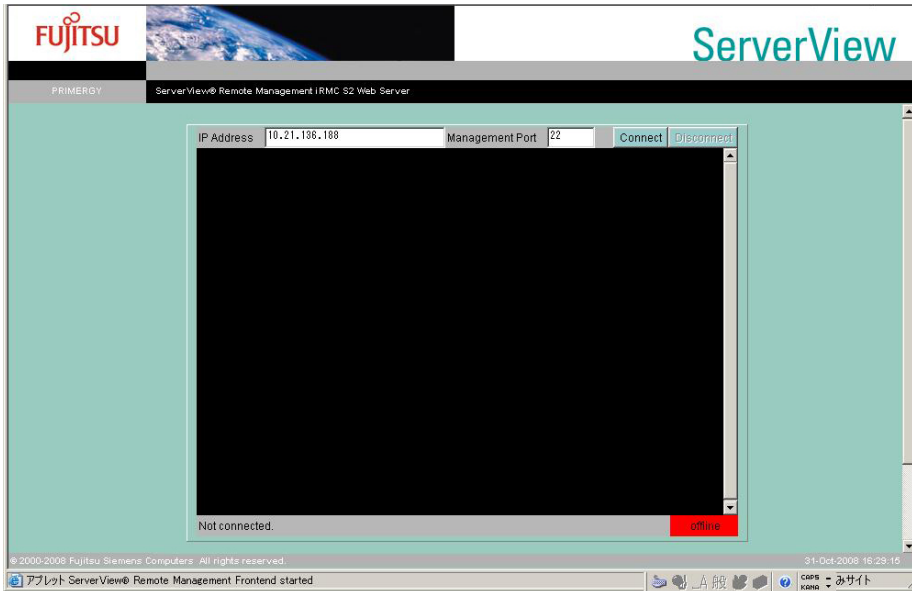 FUJITSU
ServerView
PRIMERGY
ServerView® Remote Management iRMC S2 Web Server
IP Address 10.21.136.188 Management Port 22 Connect Disconnect
Not connected. offline
© 2000-2008 Fujitsu Siemens Computers All rights reserved. 31-Oct-2008 16:29:15
アプレット ServerView® Remote Management Frontend started
A 般 CAPS KANA みサイト